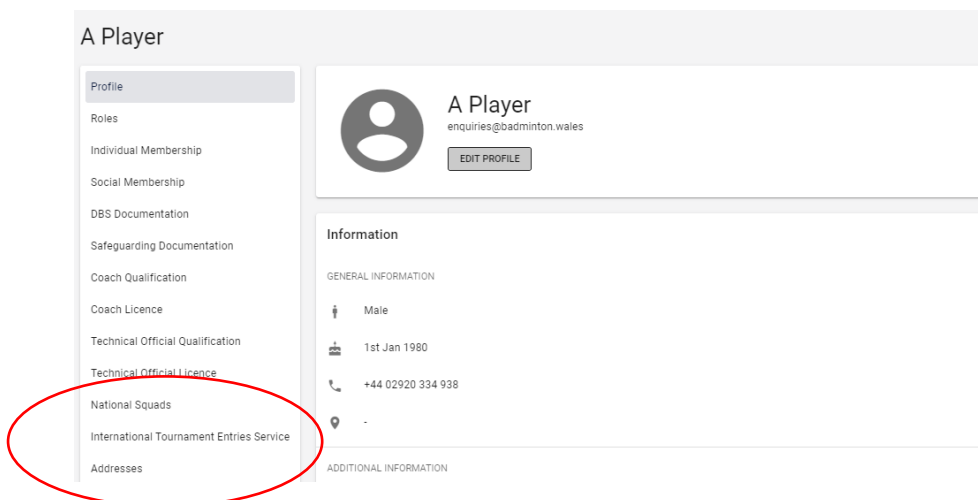 A Player
Profile
Roles
Individual Membership
Social Membership
DBS Documentation
Safeguarding Documentation
Coach Qualification
Coach Licence
Technical Official Qualification
Technical Official Licence
National Squads
International Tournament Entries Service
Addresses
A Player
enquiries@badminton.wales
EDIT PROFILE
Information
GENERAL INFORMATION
Male
1st Jan 1980
+44 02920 334 938
-
ADDITIONAL INFORMATION